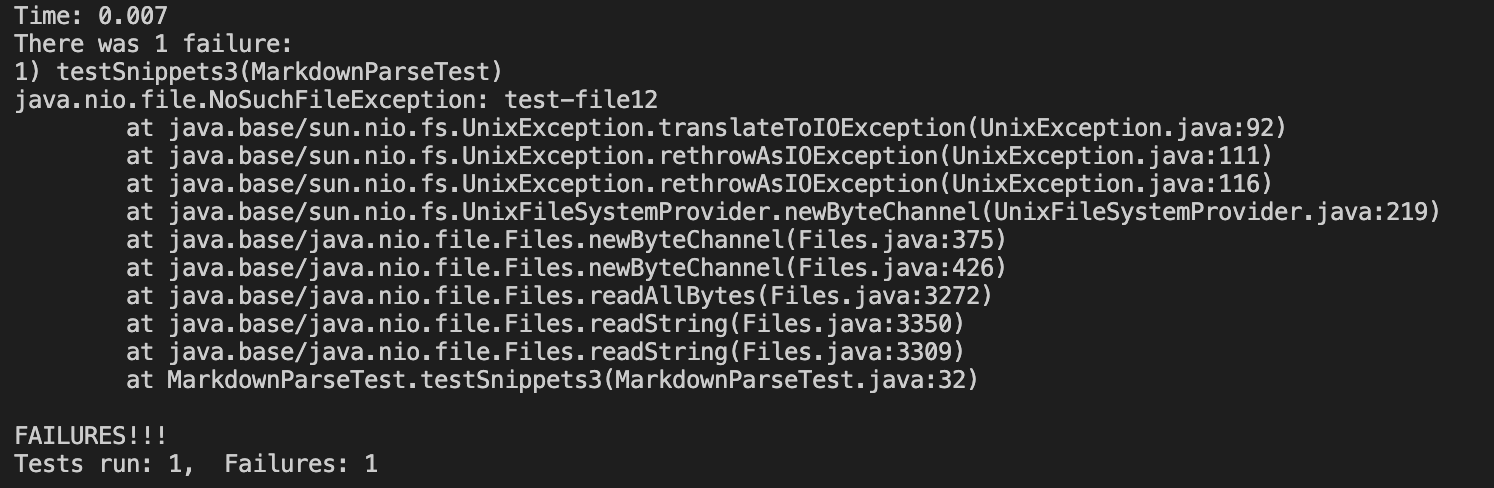 Time: 0.007
There was 1 failure:
1) testSnippets3(MarkdownParseTest)
java.nio.file.NoSuchFileException: test-file12
        at java.base/sun.nio.fs.UnixException.translateToIOException(UnixException.java:92)
        at java.base/sun.nio.fs.UnixException.rethrowAsIOException(UnixException.java:111)
        at java.base/sun.nio.fs.UnixException.rethrowAsIOException(UnixException.java:116)
        at java.base/sun.nio.fs.UnixFileSystemProvider.newByteChannel(UnixFileSystemProvider.java:219)
        at java.base/java.nio.file.Files.newByteChannel(Files.java:375)
        at java.base/java.nio.file.Files.newByteChannel(Files.java:426)
        at java.base/java.nio.file.Files.readAllBytes(Files.java:3272)
        at java.base/java.nio.file.Files.readString(Files.java:3350)
        at java.base/java.nio.file.Files.readString(Files.java:3309)
        at MarkdownParseTest.testSnippets3(MarkdownParseTest.java:32)

FAILURES!!!
Tests run: 1,  Failures: 1